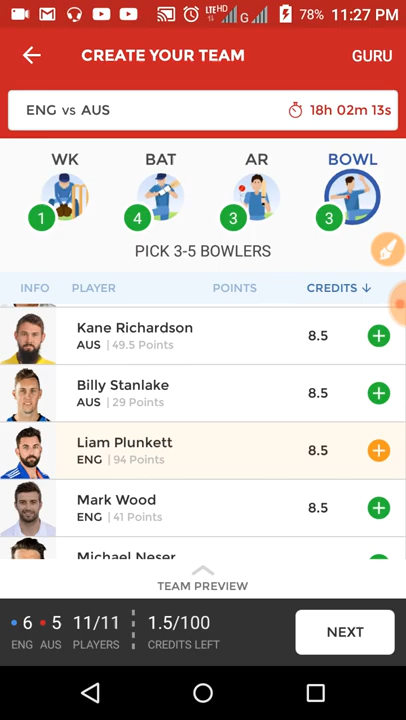 LTE HD G 78% 11:27 PM
CREATE YOUR TEAM GURU
ENG vs AUS 18h 02m 13s
WK BAT AR BOWL
1 4 3 3
PICK 3-5 BOWLERS
INFO PLAYER POINTS CREDITS ↓
Kane Richardson
AUS | 49.5 Points 8.5 +
Billy Stanlake
AUS | 29 Points 8.5 +
Liam Plunkett
ENG | 94 Points 8.5 +
Mark Wood
ENG | 41 Points 8.5 +
Michael Neser
TEAM PREVIEW
6 5 11/11 1.5/100 NEXT
ENG AUS PLAYERS CREDITS LEFT